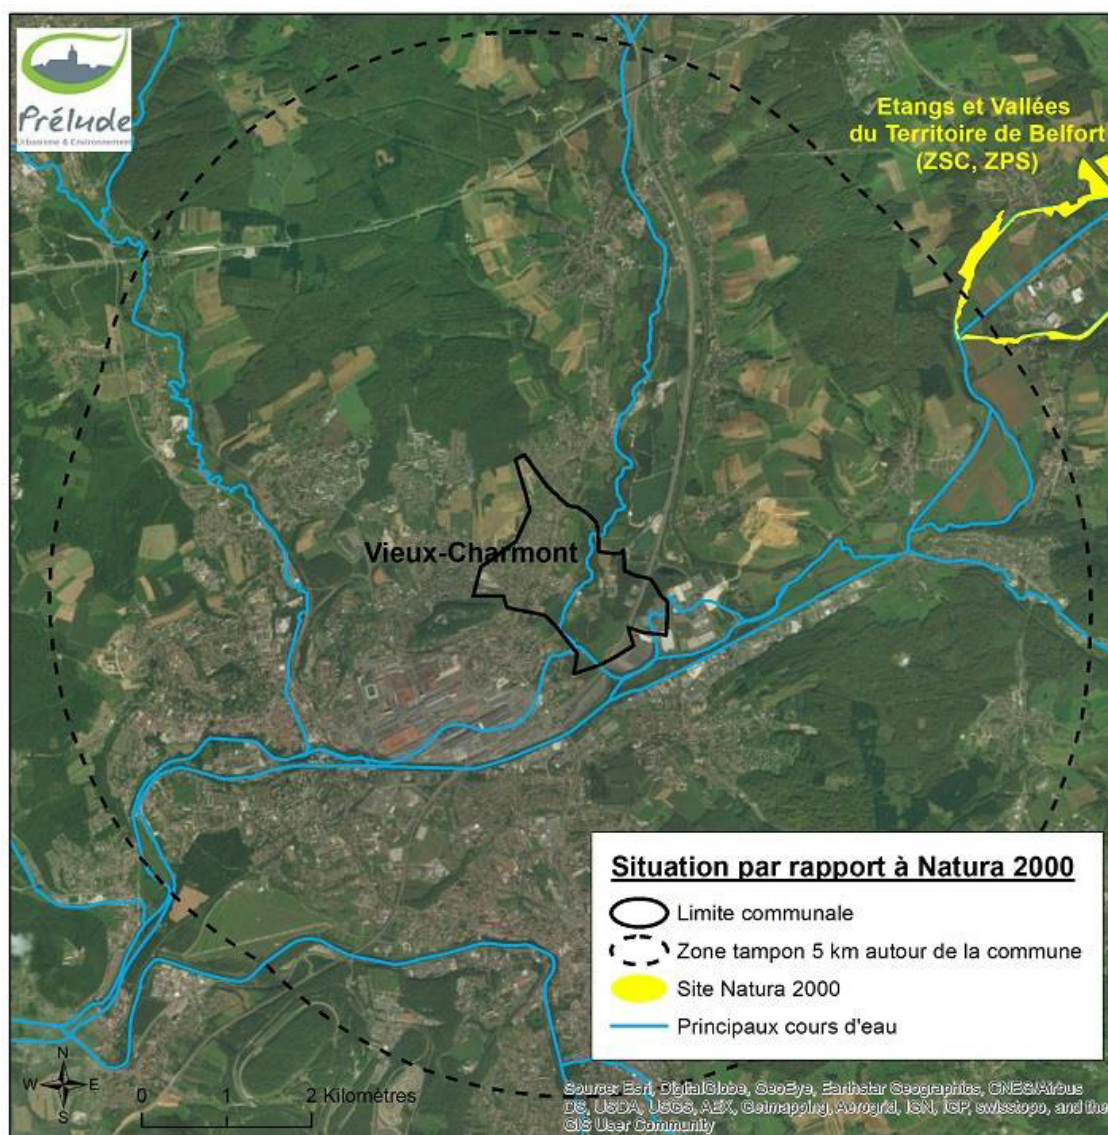 Prélude
Urbanisme & Environnement
Etangs et Vallées
du Territoire de Belfort
(ZSC, ZPS)
Vieux-Charmont
Situation par rapport à Natura 2000
Limite communale
Zone tampon 5 km autour de la commune
Site Natura 2000
Principaux cours d'eau
N
W E
S
0 1 2 Kilomètres
Source: Esri, DigitalGlobe, GeoEye, Earthstar Geographics, CNES/Airbus
DS, USDA, USGS, AEX, Getmapping, Aerogrid, IGN, IGP, swisstopo, and the
GIS User Community